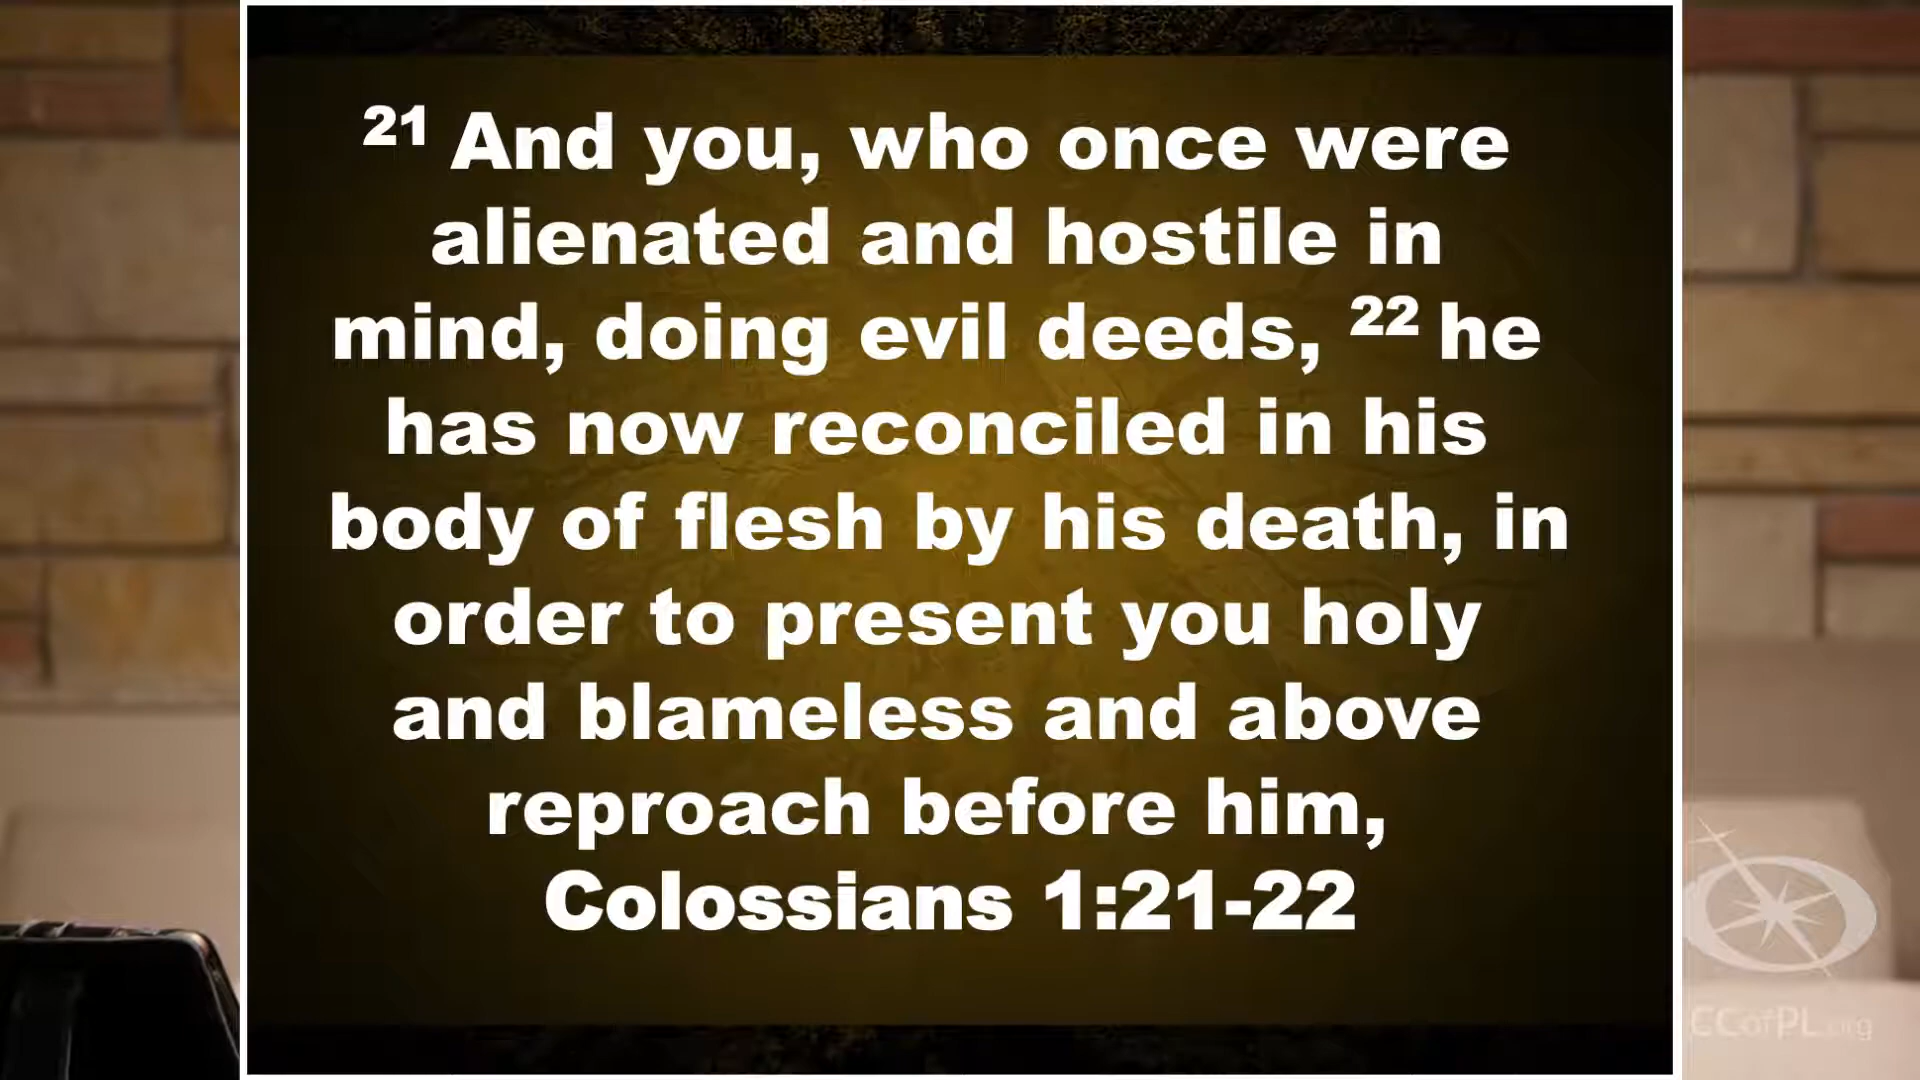 21 And you, who once were
alienated and hostile in
mind, doing evil deeds, 22 he
has now reconciled in his
body of flesh by his death, in
order to present you holy
and blameless and above
reproach before him,
Colossians 1:21-22
CCofPL.org